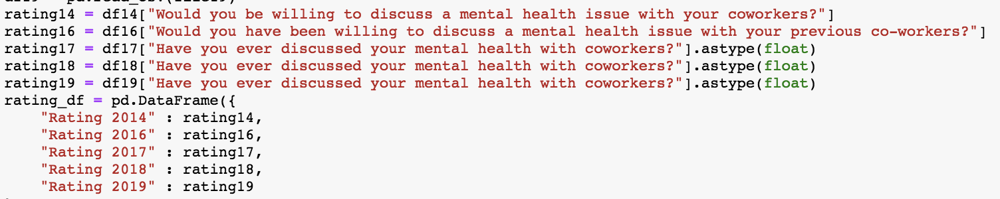 rating14 = df14["Would you be willing to discuss a mental health issue with your coworkers?"]
rating16 = df16["Would you have been willing to discuss a mental health issue with your previous co-workers?"]
rating17 = df17["Have you ever discussed your mental health with coworkers?"].astype(float)
rating18 = df18["Have you ever discussed your mental health with coworkers?"].astype(float)
rating19 = df19["Have you ever discussed your mental health with coworkers?"].astype(float)
rating_df = pd.DataFrame({
    "Rating 2014" : rating14,
    "Rating 2016" : rating16,
    "Rating 2017" : rating17,
    "Rating 2018" : rating18,
    "Rating 2019" : rating19